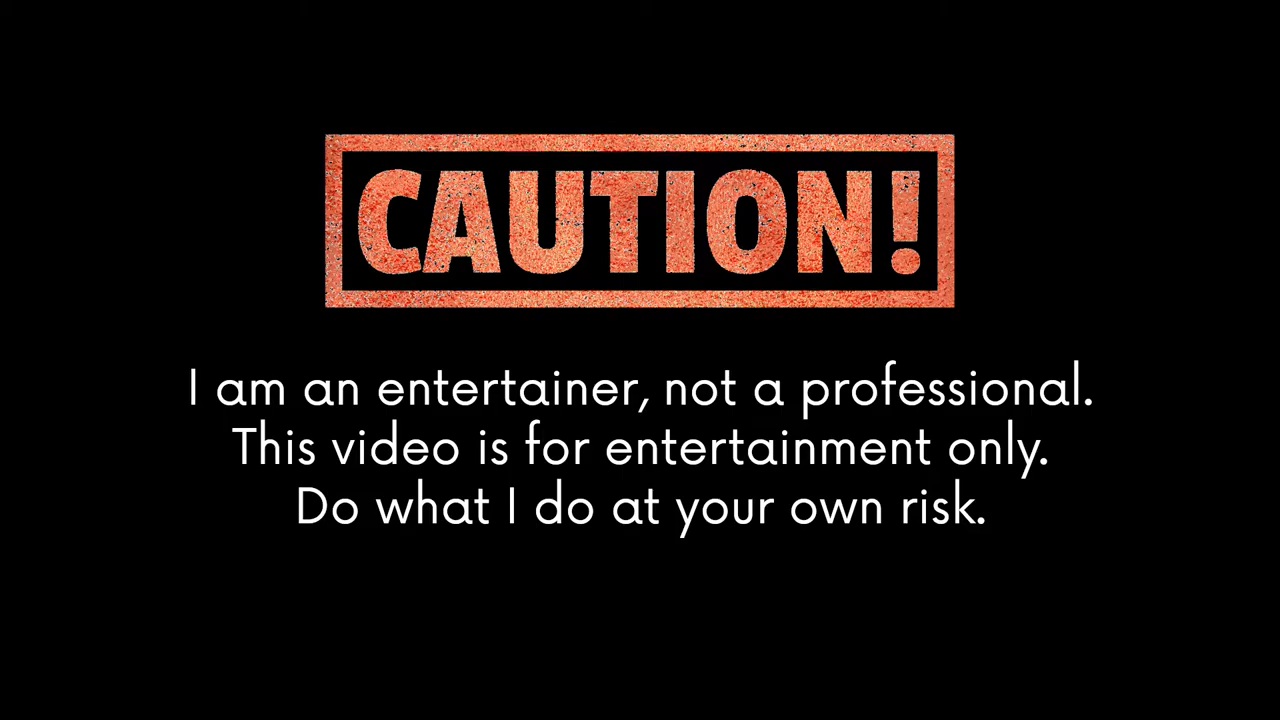 CAUTION!
I am an entertainer, not a professional.
This video is for entertainment only.
Do what I do at your own risk.